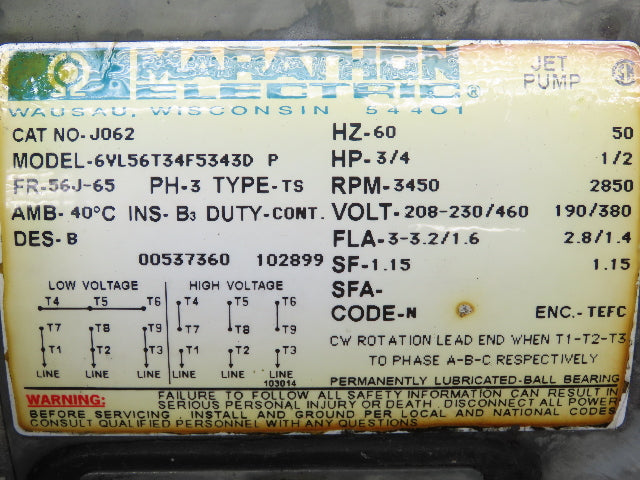 MARATHON
ELECTRIC®
JET
PUMP
WAUSAU, WISCONSIN 54401
CAT NO-J062
HZ-60 50
MODEL-6VL56T34F5343D P
HP-3/4 1/2
FR-56J-65 PH-3 TYPE-TS
RPM-3450 2850
AMB-40°C INS-B3 DUTY-CONT.
VOLT-208-230/460 190/380
DES-B
FLA-3-3.2/1.6 2.8/1.4
00537360 102899
SF-1.15 1.15
SFA-
CODE-N ENC.-TEFC
LOW VOLTAGE HIGH VOLTAGE
T4 T5 T6 T4 T5 T6
T7 T8 T9 T7 T8 T9
T1 T2 T3 T1 T2 T3
LINE LINE LINE LINE LINE LINE
103014
CW ROTATION LEAD END WHEN T1-T2-T3
TO PHASE A-B-C RESPECTIVELY
PERMANENTLY LUBRICATED-BALL BEARING
WARNING: FAILURE TO FOLLOW ALL SAFETY INFORMATION CAN RESULT IN
SERIOUS PERSONAL INJURY OR DEATH. DISCONNECT ALL POWER
BEFORE SERVICING. INSTALL AND GROUND PER LOCAL AND NATIONAL CODES
CONSULT QUALIFIED PERSONNEL WITH ANY QUESTIONS.